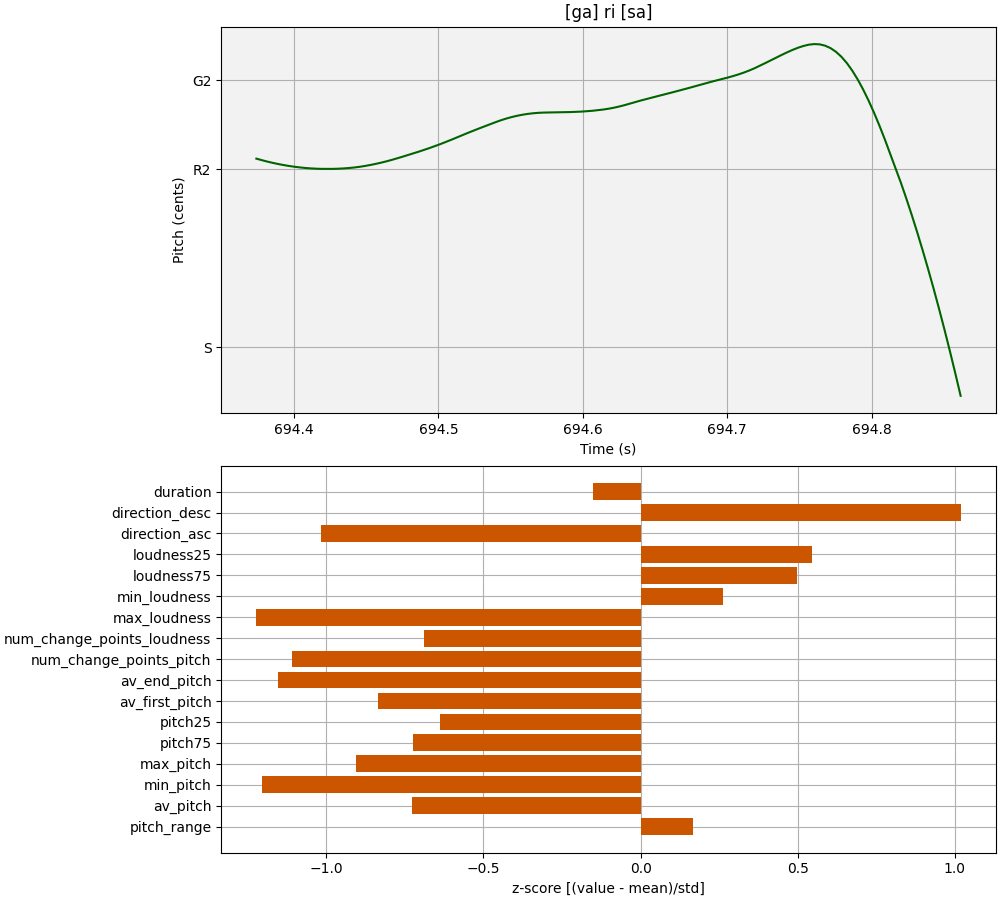 [ga] ri [sa]
G2
R2
S
Pitch (cents)
694.4 694.5 694.6 694.7 694.8
Time (s)
duration
direction_desc
direction_asc
loudness25
loudness75
min_loudness
max_loudness
num_change_points_loudness
num_change_points_pitch
av_end_pitch
av_first_pitch
pitch25
pitch75
max_pitch
min_pitch
av_pitch
pitch_range
−1.0 −0.5 0.0 0.5 1.0
z-score [(value - mean)/std]